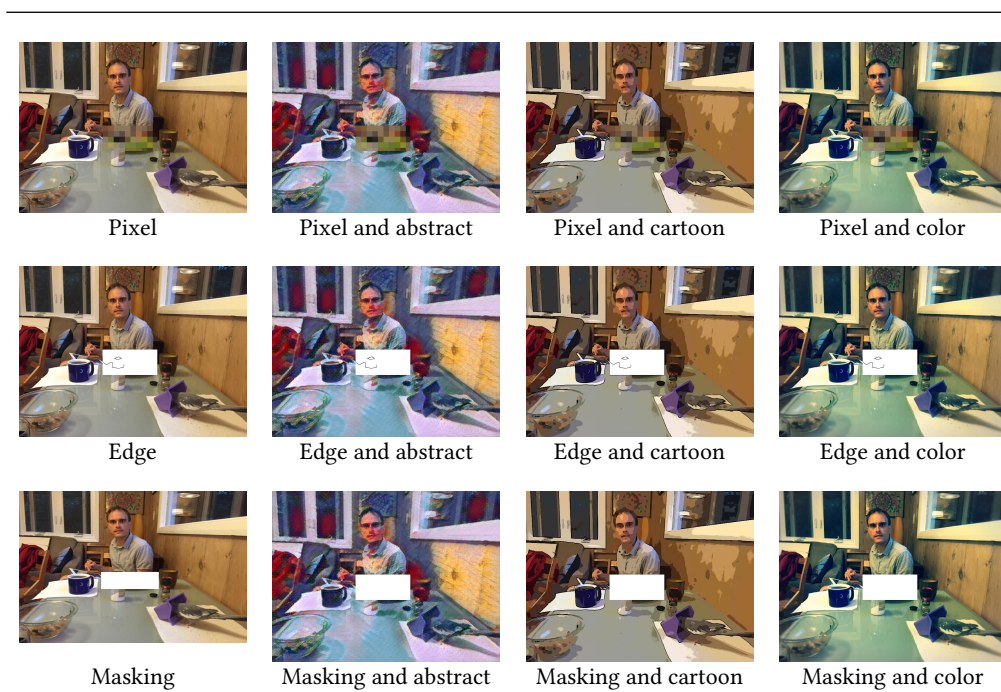 Pixel
Pixel and abstract
Pixel and cartoon
Pixel and color
Edge
Edge and abstract
Edge and cartoon
Edge and color
Masking
Masking and abstract
Masking and cartoon
Masking and color